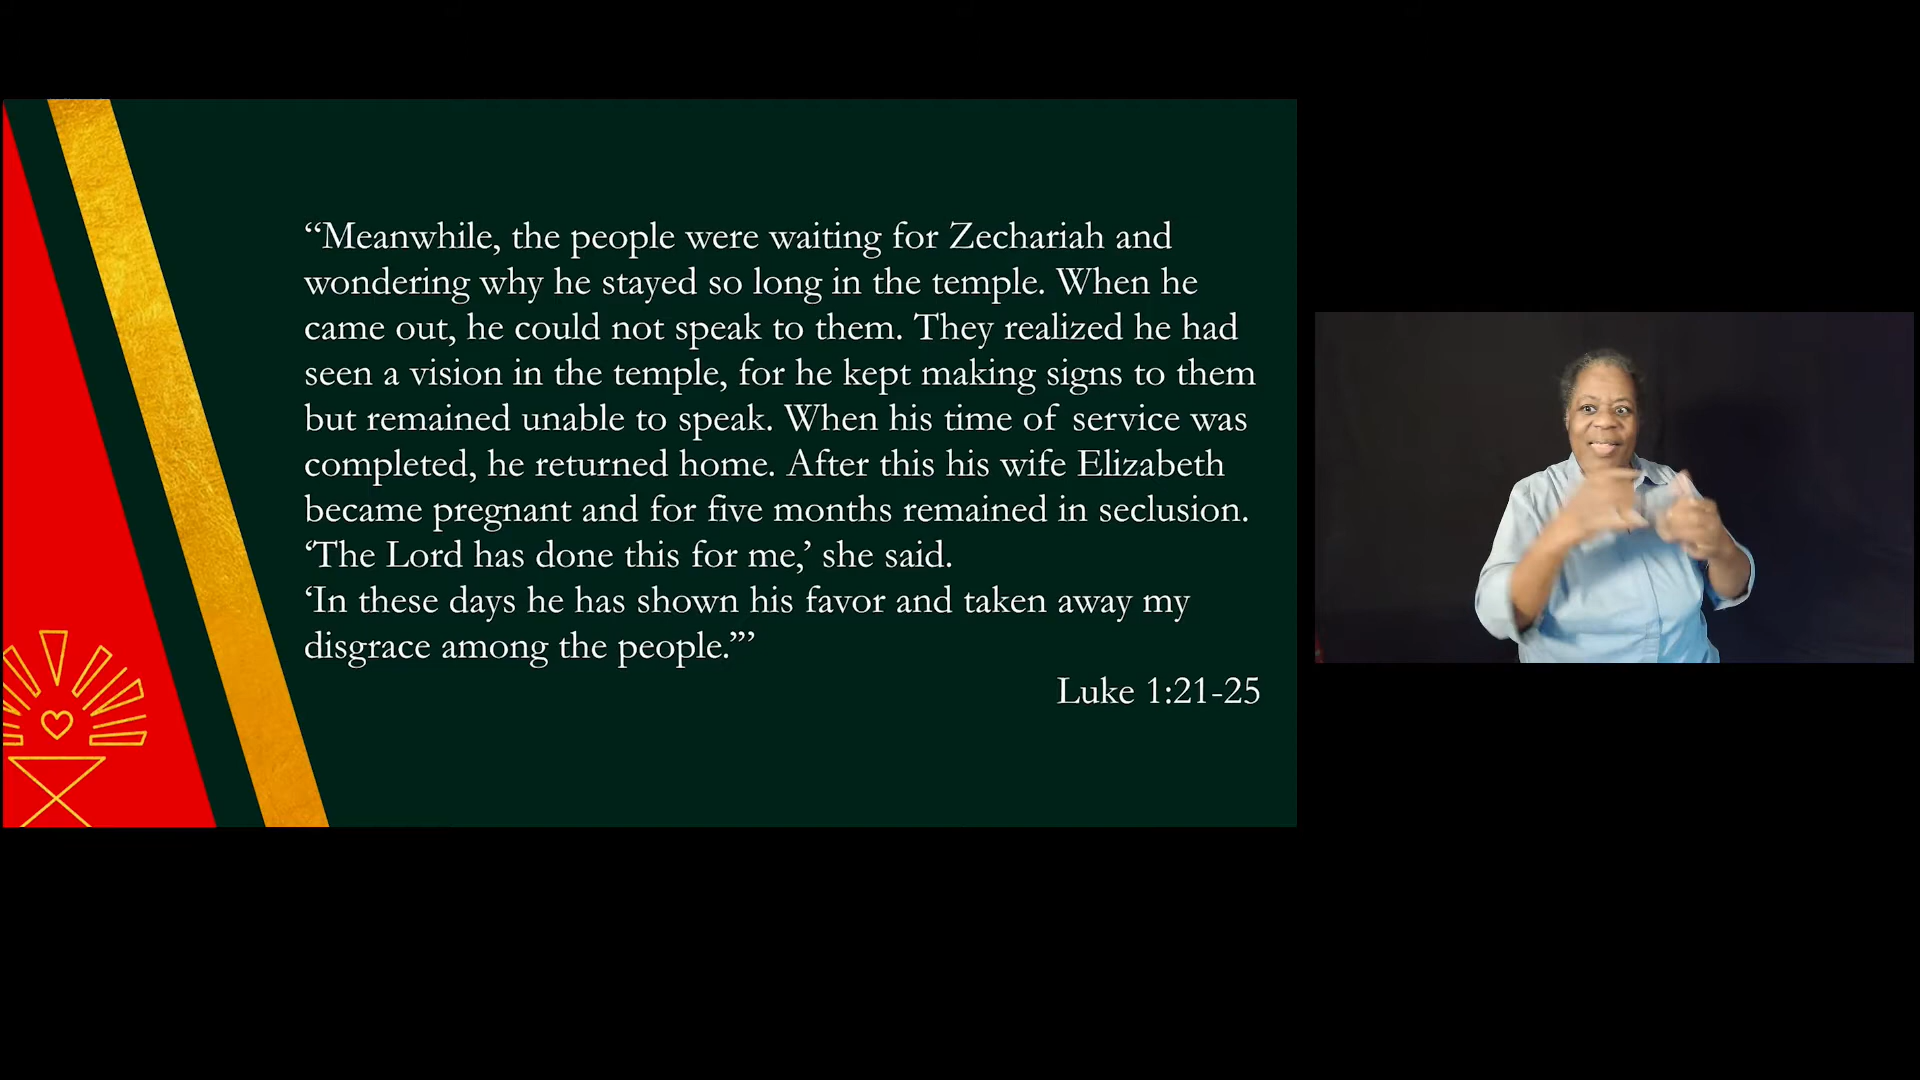 “Meanwhile, the people were waiting for Zechariah and
wondering why he stayed so long in the temple. When he
came out, he could not speak to them. They realized he had
seen a vision in the temple, for he kept making signs to them
but remained unable to speak. When his time of service was
completed, he returned home. After this his wife Elizabeth
became pregnant and for five months remained in seclusion.
‘The Lord has done this for me,’ she said.
‘In these days he has shown his favor and taken away my
disgrace among the people.”’
Luke 1:21-25